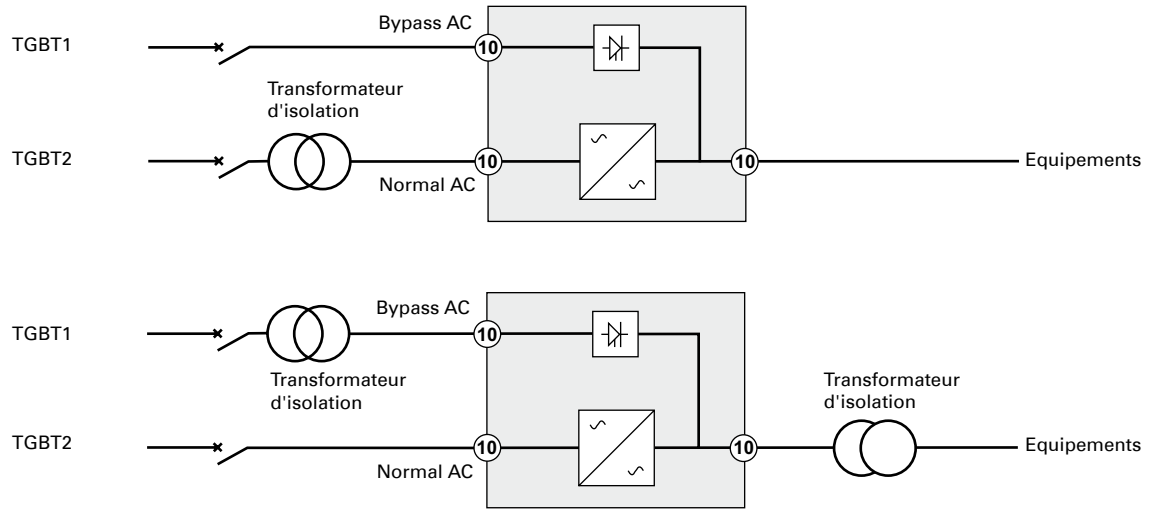 Bypass AC
TGBT1
10
Transformateur
d'isolation
TGBT2
10
10
Equipements
Normal AC
Bypass AC
TGBT1
10
Transformateur
d'isolation
Transformateur
d'isolation
TGBT2
10
10
Equipements
Normal AC